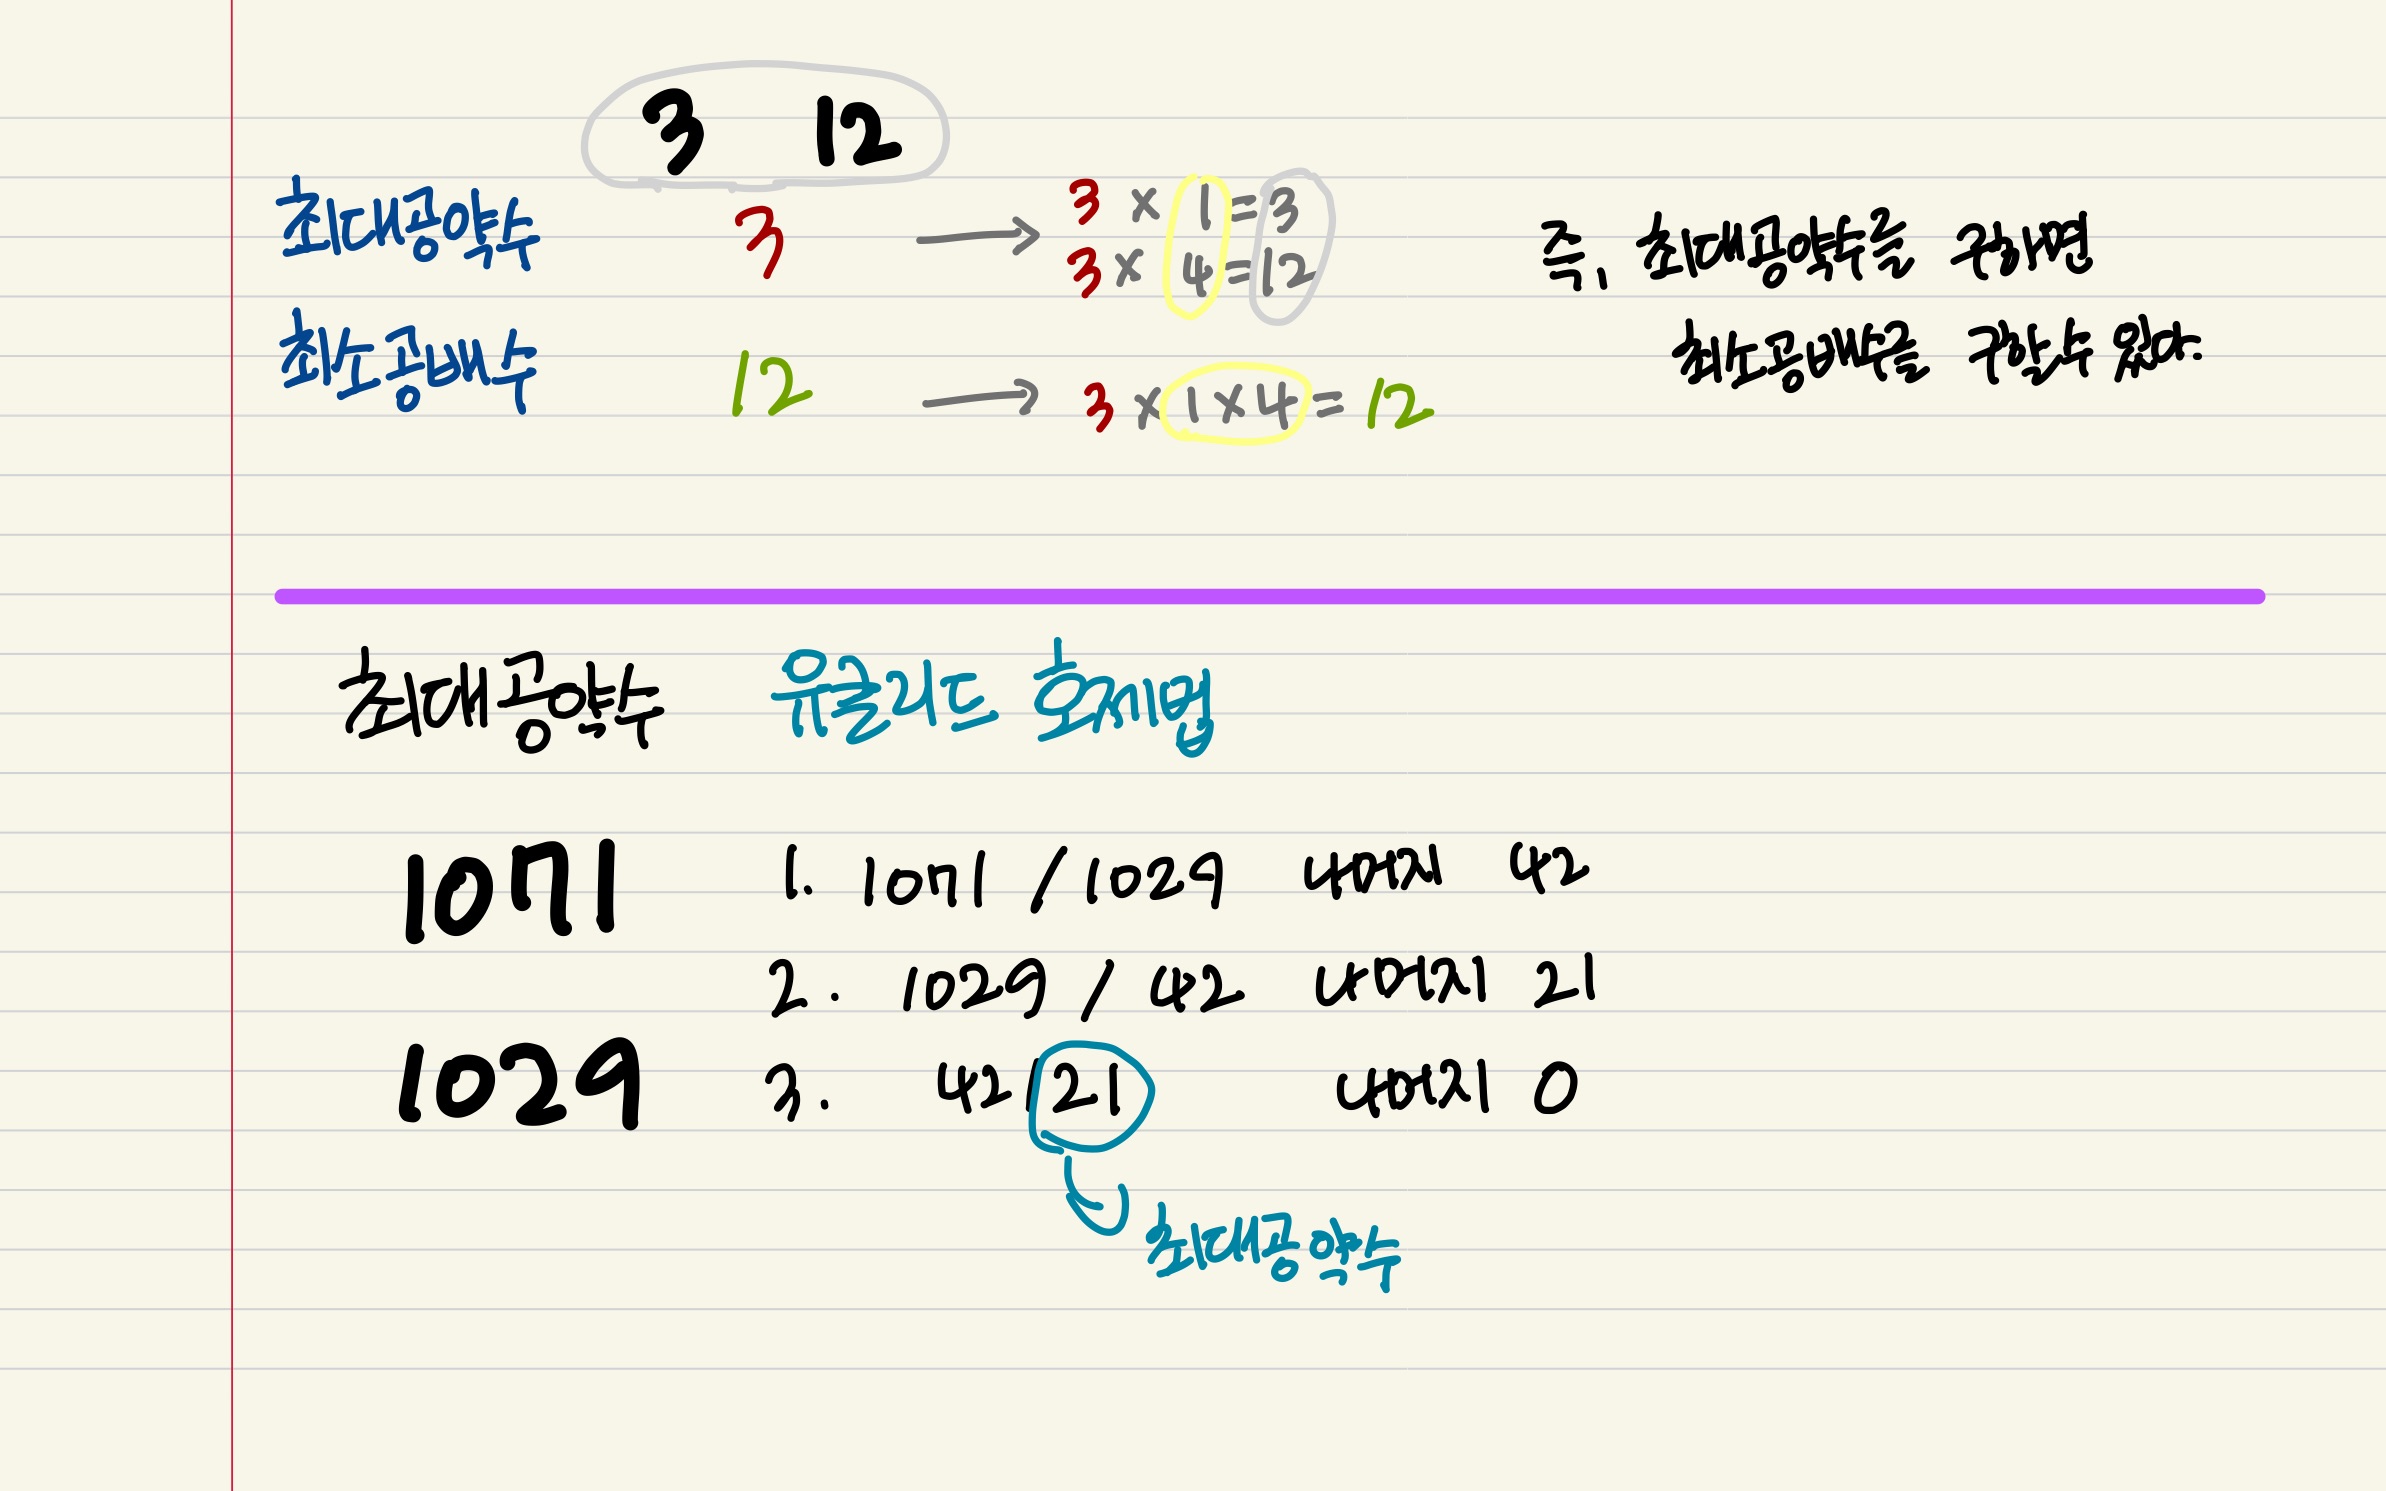 3 12
최대공약수 3 → 3 × 1 = 3
3 × 4 = 12
즉, 최대공약수를 구하면
최소공배수를 구할 수 있다.
최소공배수 12 → 3 × 1 × 4 = 12
최대공약수 유클리드 호제법
1071
1. 1071 / 1029 나머지 42
2. 1029 / 42 나머지 21
1029
3. 42 / 21 나머지 0
최대공약수